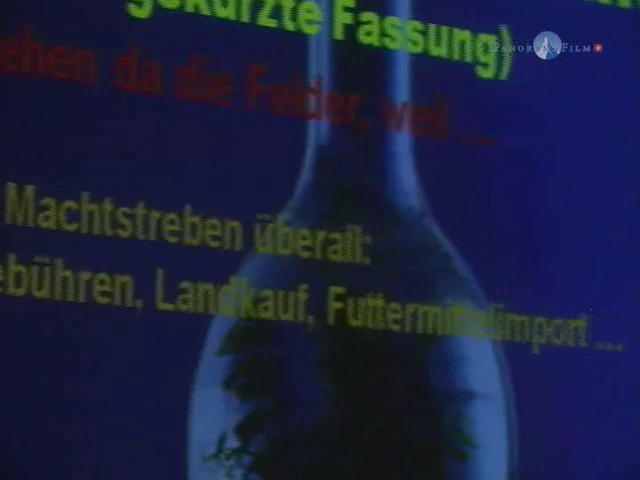 gekürzte Fassung)
PANORAMA FILM
ehen da die Felder, weil ...
Machtstreben überall:
ebühren, Landkauf, Futtermittelimport ...